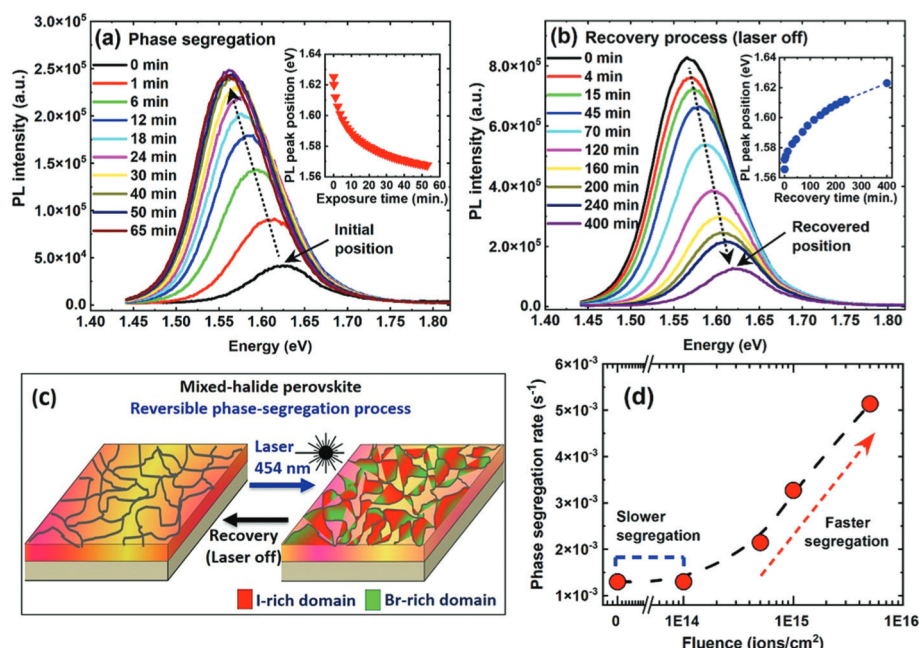 (a) Phase segregation
PL intensity (a.u.)
3.0×10⁵
2.5×10⁵
2.0×10⁵
1.5×10⁵
1.0×10⁵
5.0×10⁴
0.0
0 min
1 min
6 min
12 min
18 min
24 min
30 min
40 min
50 min
65 min
PL peak position (eV)
1.64
1.62
1.60
1.58
1.56
0 10 20 30 40 50 60
Exposure time (min.)
Initial
position
1.40 1.45 1.50 1.55 1.60 1.65 1.70 1.75 1.80
Energy (eV)
(b) Recovery process (laser off)
PL intensity (a.u.)
8.0×10⁵
6.0×10⁵
4.0×10⁵
2.0×10⁵
0.0
0 min
4 min
15 min
45 min
70 min
120 min
160 min
200 min
240 min
400 min
PL peak position (eV)
1.64
1.62
1.60
1.58
1.56
0 100 200 300 400
Recovery time (min.)
Recovered
position
1.40 1.45 1.50 1.55 1.60 1.65 1.70 1.75 1.80
Energy (eV)
(c)
Mixed-halide perovskite
Reversible phase-segregation process
Laser
454 nm
Recovery
(Laser off)
I-rich domain
Br-rich domain
(d)
Phase segregation rate (s⁻¹)
6×10⁻³
5×10⁻³
4×10⁻³
3×10⁻³
2×10⁻³
1×10⁻³
Slower
segregation
Faster
segregation
0 1E14 1E15 1E16
Fluence (ions/cm²)